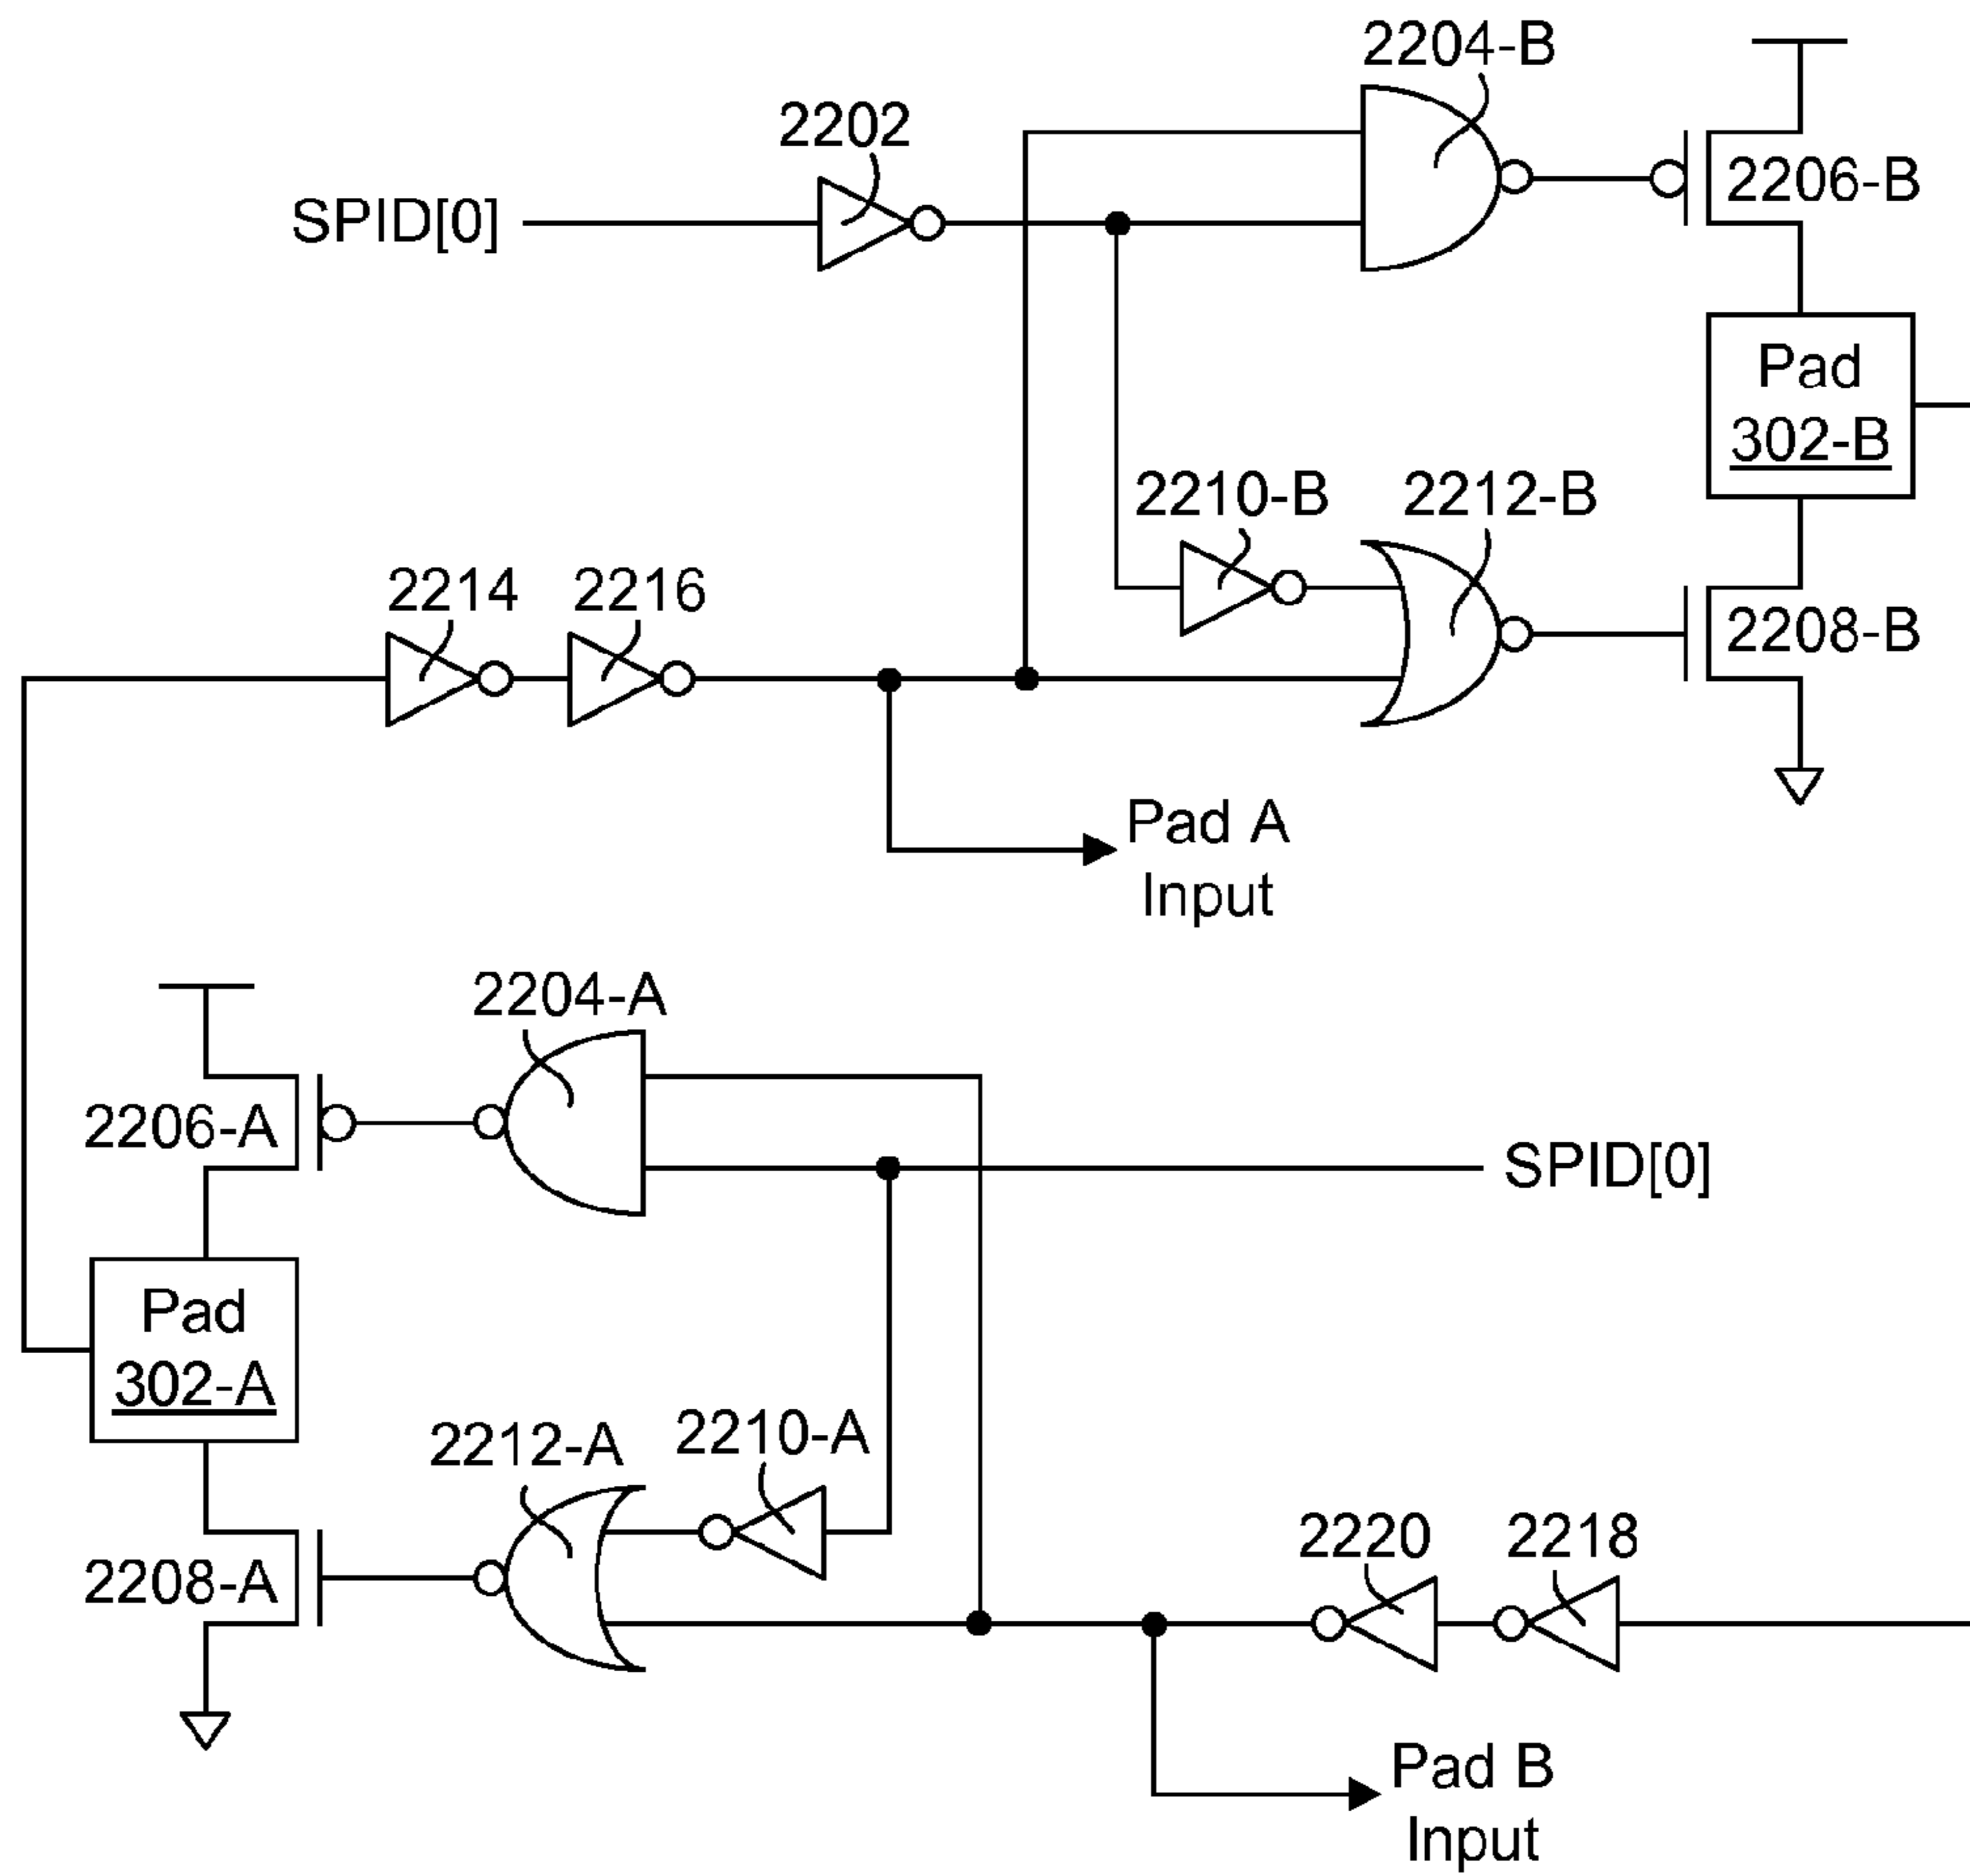 2204-B
2202
SPID[0]
2206-B
Pad
302-B
2210-B
2212-B
2214
2216
2208-B
Pad A
Input
2204-A
2206-A
SPID[0]
Pad
302-A
2212-A
2210-A
2220
2218
2208-A
Pad B
Input